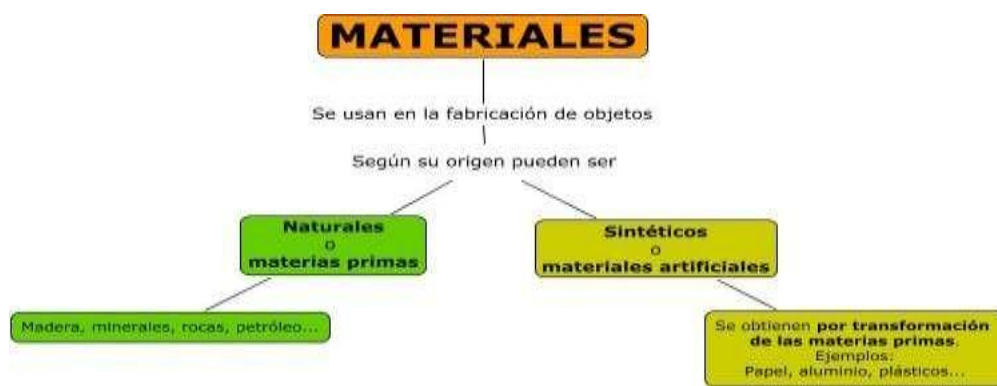 MATERIALES
Se usan en la fabricación de objetos
Según su origen pueden ser
Naturales
o
materias primas
Sintéticos
o
materiales artificiales
Madera, minerales, rocas, petróleo...
Se obtienen por transformación
de las materias primas.
Ejemplos:
Papel, aluminio, plásticos...